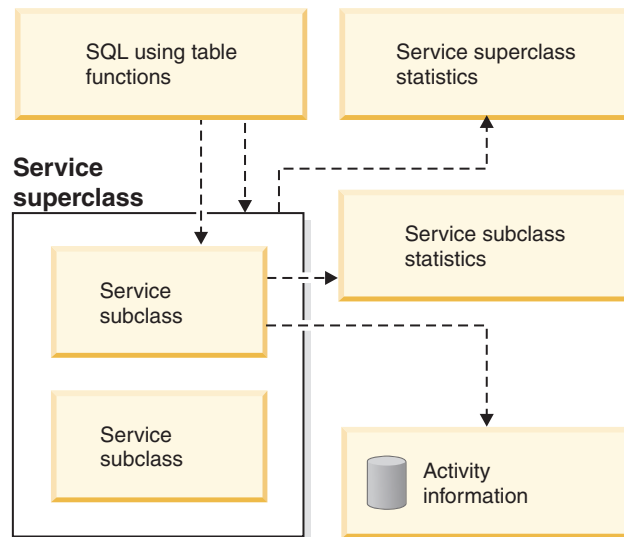 SQL using table
functions
Service superclass
statistics
Service
superclass
Service subclass
statistics
Service
subclass
Service
subclass
Activity
information